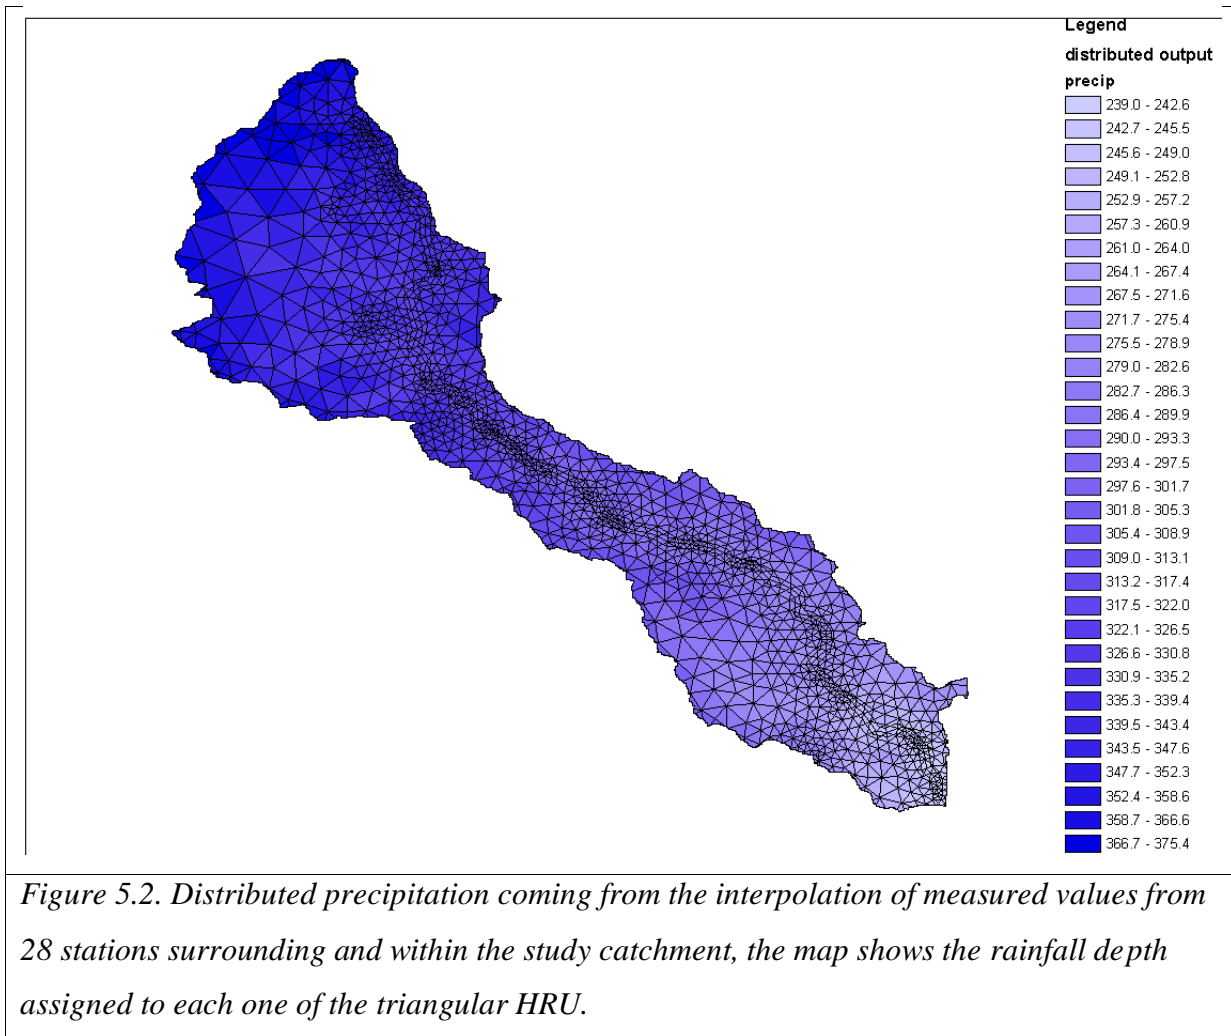 Legend
distributed output
precip
239.0 - 242.6
242.7 - 245.5
245.6 - 249.0
249.1 - 252.8
252.9 - 257.2
257.3 - 260.9
261.0 - 264.0
264.1 - 267.4
267.5 - 271.6
271.7 - 275.4
275.5 - 278.9
279.0 - 282.6
282.7 - 286.3
286.4 - 289.9
290.0 - 293.3
293.4 - 297.5
297.6 - 301.7
301.8 - 305.3
305.4 - 308.9
309.0 - 313.1
313.2 - 317.4
317.5 - 322.0
322.1 - 326.5
326.6 - 330.8
330.9 - 335.2
335.3 - 339.4
339.5 - 343.4
343.5 - 347.6
347.7 - 352.3
352.4 - 358.6
358.7 - 366.6
366.7 - 375.4
Figure 5.2. Distributed precipitation coming from the interpolation of measured values from
28 stations surrounding and within the study catchment, the map shows the rainfall depth
assigned to each one of the triangular HRU.